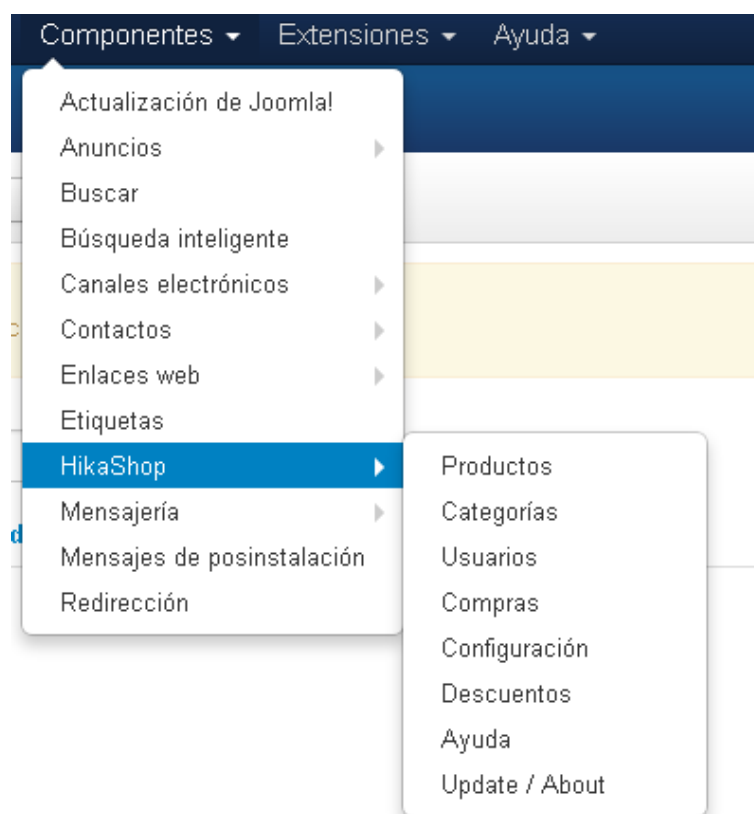 Componentes Extensiones Ayuda
Actualización de Joomla!
Anuncios
Buscar
Búsqueda inteligente
Canales electrónicos
c
Contactos
Enlaces web
Etiquetas
HikaShop
Productos
Mensajería
Categorías
d
Mensajes de posinstalación
Usuarios
Redirección
Compras
Configuración
Descuentos
Ayuda
Update / About